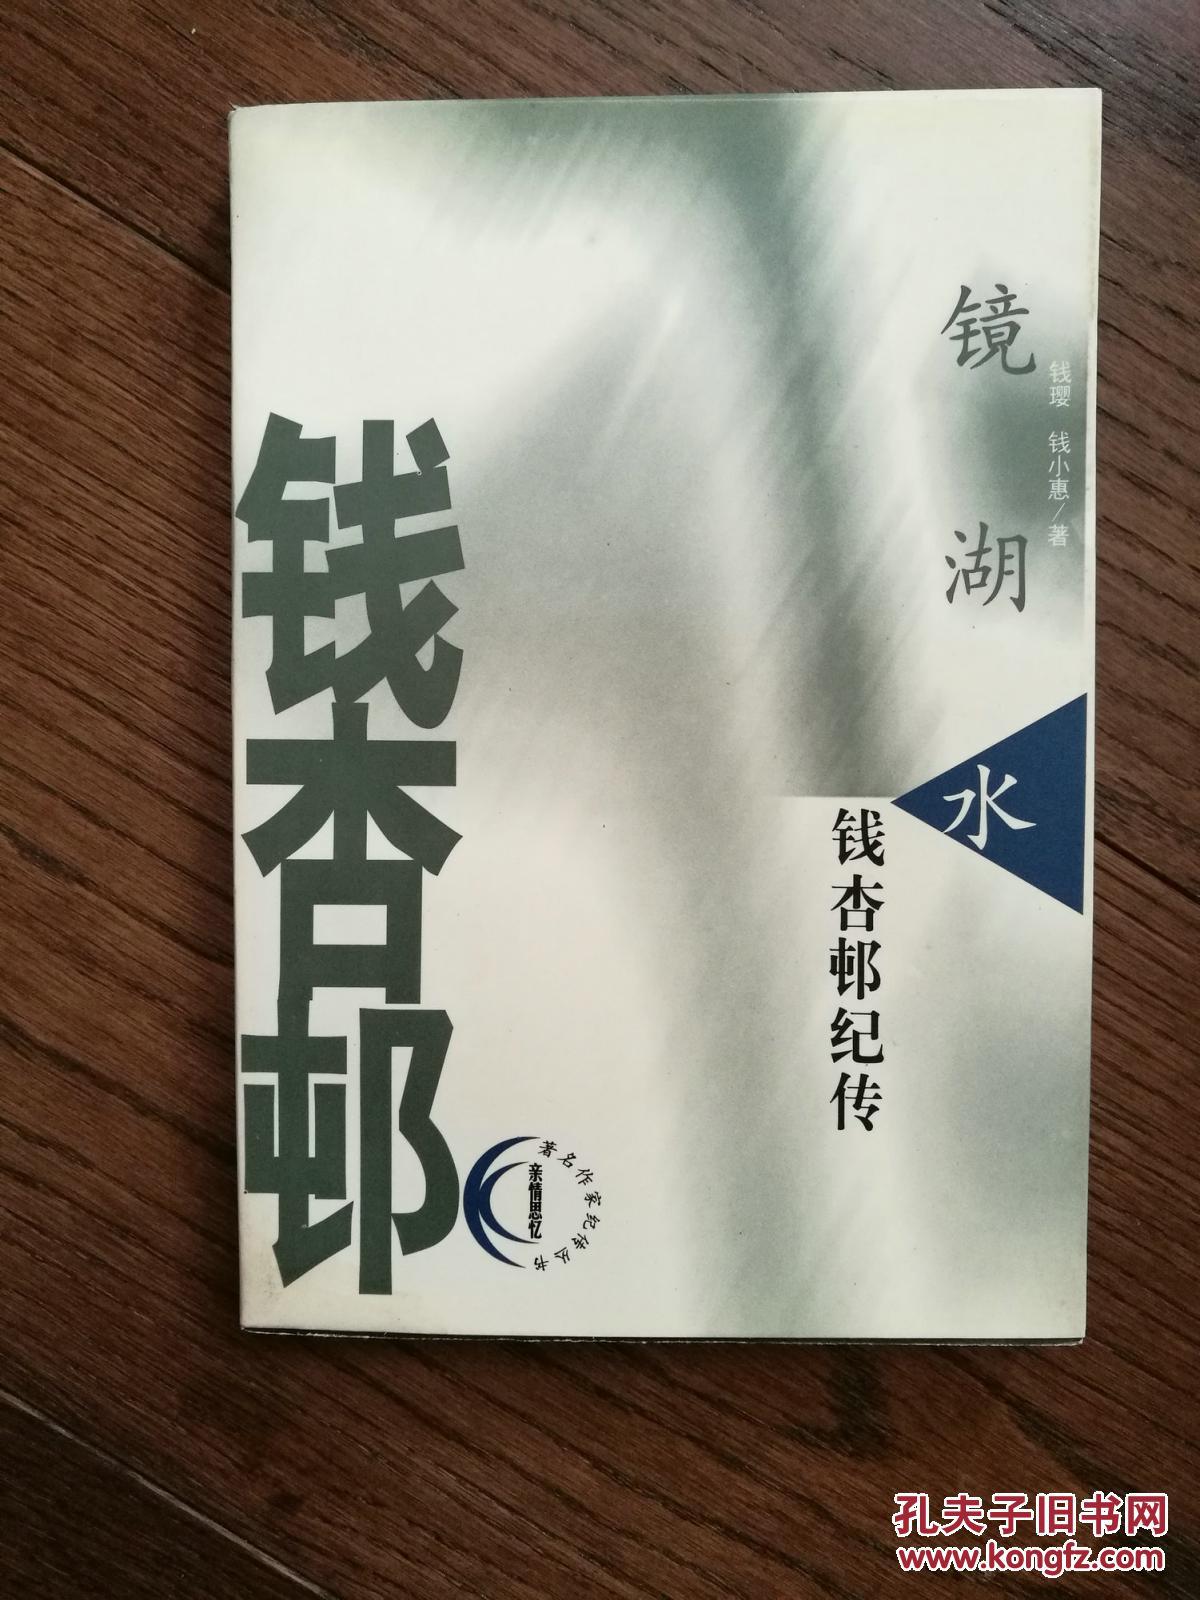 钱杏邨
镜湖水
钱璎 钱小惠/著
钱杏邨纪传
著名作家纪传丛书
亲情思忆
孔夫子旧书网
www.kongfz.com